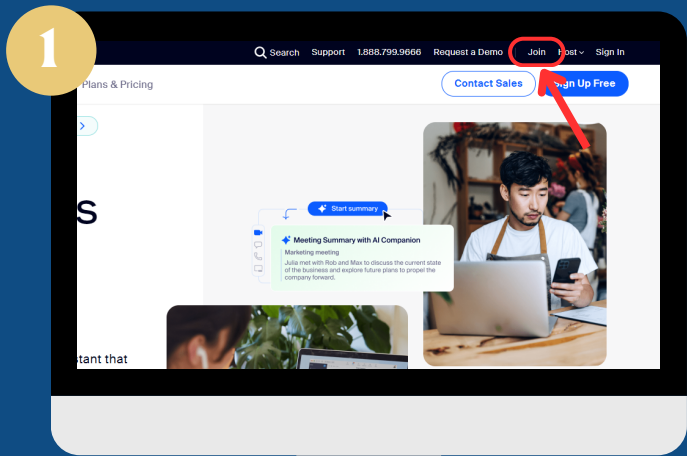 1
Search Support 1.888.799.9666 Request a Demo Join Host Sign In
Plans & Pricing Contact Sales Sign Up Free
s
Start summary
Meeting Summary with AI Companion
Marketing meeting
Julia met with Rob and Max to discuss the current state
of the business and explore future plans to propel the
company forward.
stant that